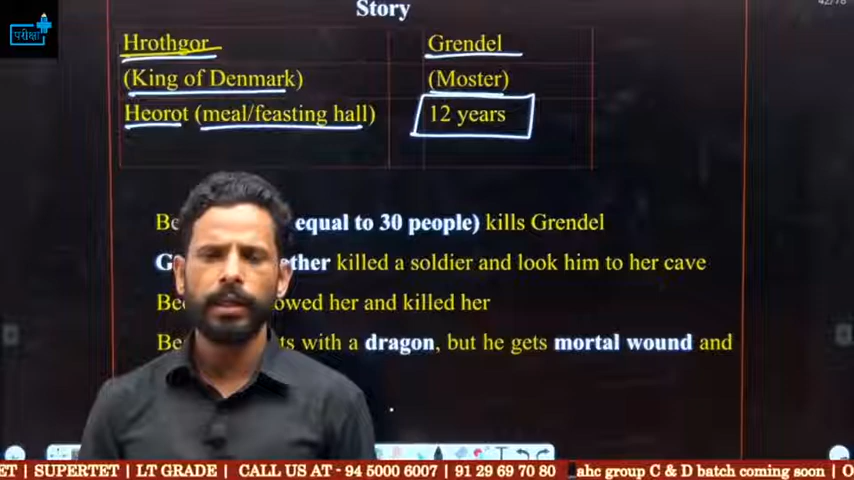 42/78
Story
परीक्षा
Hrothgor Grendel
(King of Denmark) (Moster)
Heorot (meal/feasting hall) 12 years
equal to 30 people) kills Grendel
killed a soldier and look him to her cave
her and killed her
with a dragon, but he gets mortal wound and
| SUPERTET | LT GRADE | CALL US AT - 94 5000 6007 | 91 29 69 70 80 ahc group C & D batch coming soon |